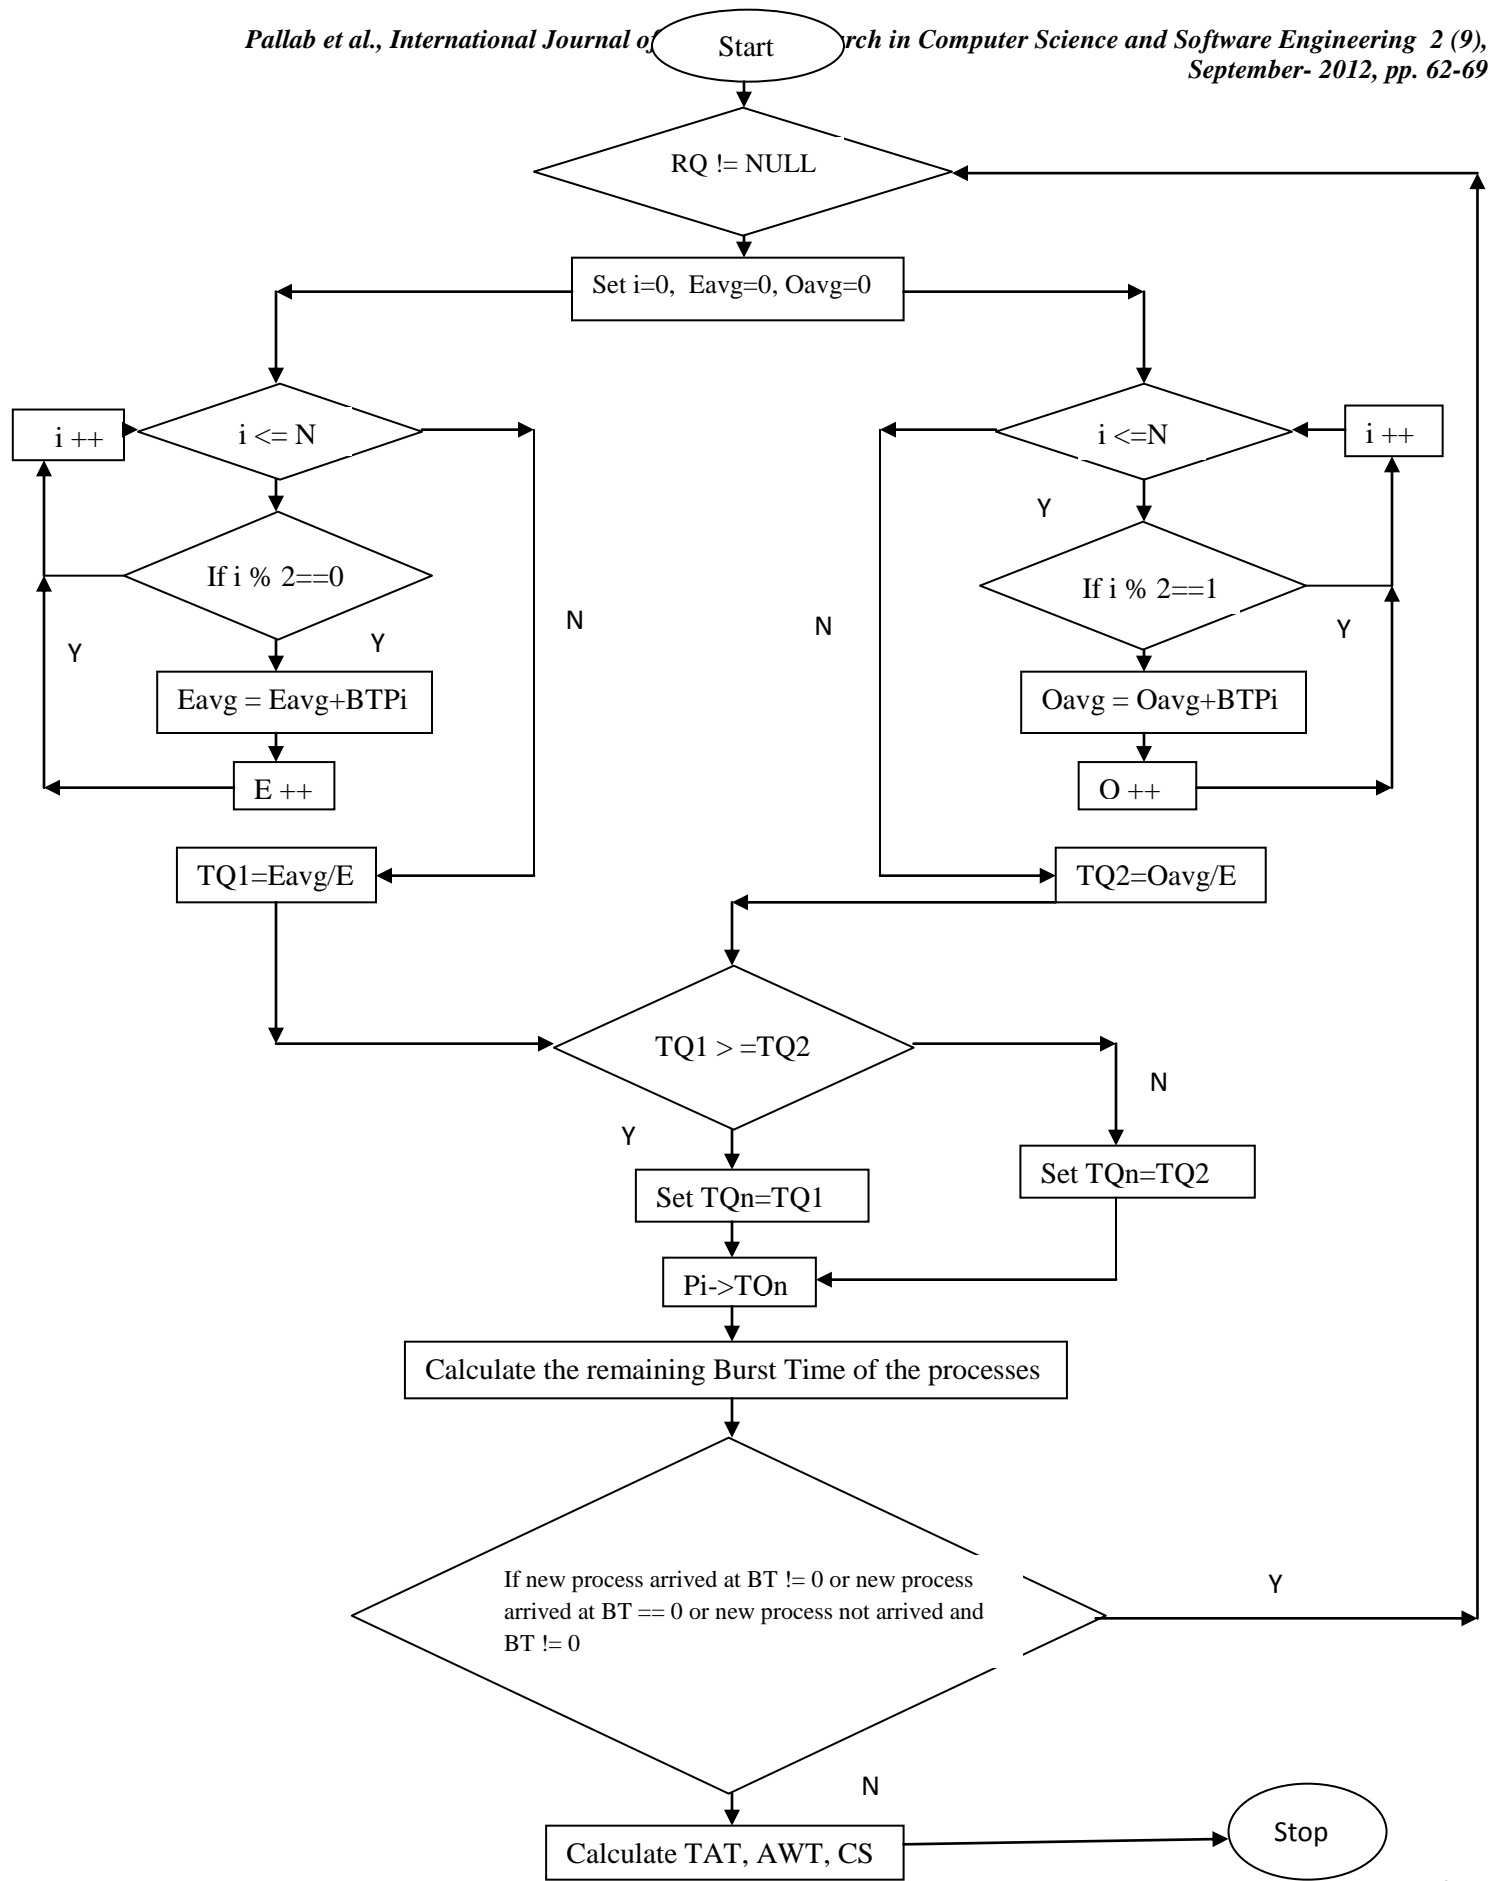 Pallab et al., International Journal of rch in Computer Science and Software Engineering 2 (9),
September- 2012, pp. 62-69
Start
RQ != NULL
Set i=0, Eavg=0, Oavg=0
i ++
i <= N
i <=N
i ++
Y
If i % 2==0
If i % 2==1
N
N
Y
Y
Y
Eavg = Eavg+BTPi
Oavg = Oavg+BTPi
E ++
O ++
TQ1=Eavg/E
TQ2=Oavg/E
TQ1 > =TQ2
N
Y
Set TQn=TQ1
Set TQn=TQ2
Pi->TOn
Calculate the remaining Burst Time of the processes
If new process arrived at BT != 0 or new process
arrived at BT == 0 or new process not arrived and
BT != 0
Y
N
Calculate TAT, AWT, CS
Stop